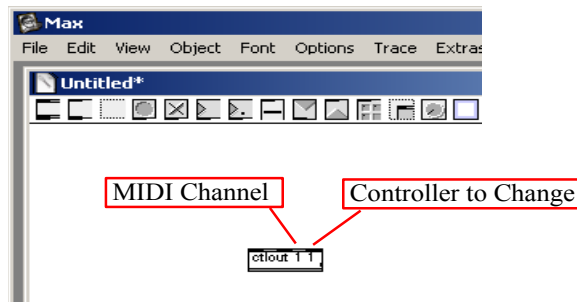 Max
File Edit View Object Font Options Trace Extras
Untitled*
MIDI Channel
Controller to Change
ctlout 1 1